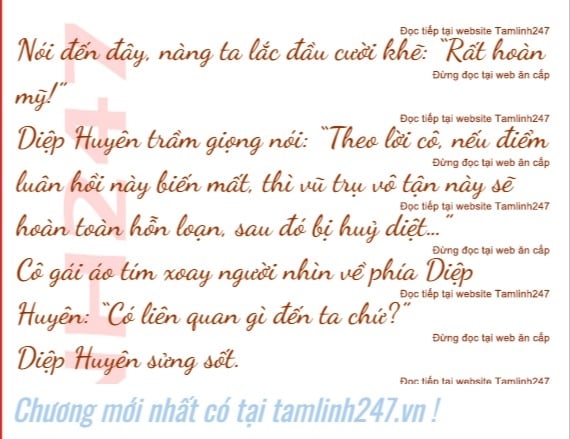 Đọc tiếp tại website Tamlinh247
Nói đến đây, nàng ta lắc đầu cười khẽ: “Rất hoàn
Đừng đọc tại web ăn cắp
mỹ!”
Đọc tiếp tại website Tamlinh247
Diệp Huyên trầm giọng nói: “Theo lời cô, nếu điểm
Đừng đọc tại web ăn cắp
luân hồi này biến mất, thì vũ trụ vô tận này sẽ
Đọc tiếp tại website Tamlinh247
hoàn toàn hỗn loạn, sau đó bị huỷ diệt...”
Đừng đọc tại web ăn cắp
Cô gái áo tím xoay người nhìn về phía Diệp
Đọc tiếp tại website Tamlinh247
Huyên: “Có liên quan gì đến ta chứ?”
Đừng đọc tại web ăn cắp
Diệp Huyên sừng sốt.
Đọc tiếp tại website Tamlinh247
NH247
Chương mới nhất có tại tamlinh247.vn !